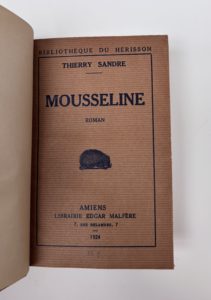 BIBLIOTHÈQUE DU HÉRISSON
THIERRY SANDRE
MOUSSELINE
ROMAN
AMIENS
LIBRAIRIE EDGAR MALFÈRE
7, RUE DELAMBRE, 7
1924